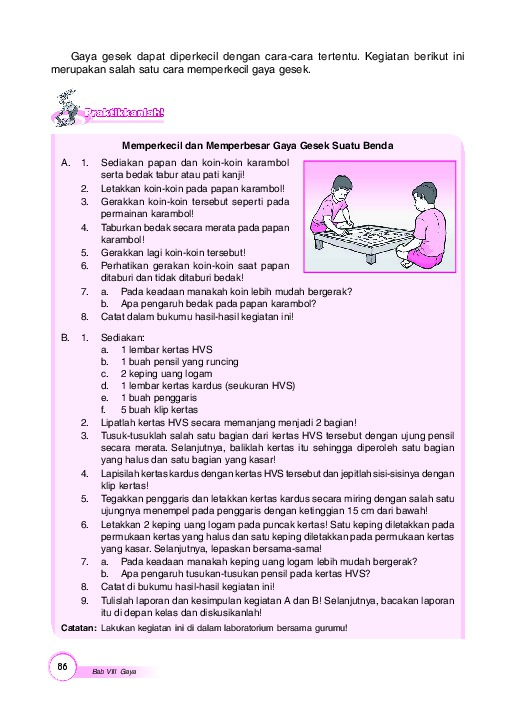 Gaya gesek dapat diperkecil dengan cara-cara tertentu. Kegiatan berikut ini
merupakan salah satu cara memperkecil gaya gesek.
Praktikkanlah!
Memperkecil dan Memperbesar Gaya Gesek Suatu Benda
A. 1. Sediakan papan dan koin-koin karambol
serta bedak tabur atau pati kanji!
2. Letakkan koin-koin pada papan karambol!
3. Gerakkan koin-koin tersebut seperti pada
permainan karambol!
4. Taburkan bedak secara merata pada papan
karambol!
5. Gerakkan lagi koin-koin tersebut!
6. Perhatikan gerakan koin-koin saat papan
ditaburi dan tidak ditaburi bedak!
7. a. Pada keadaan manakah koin lebih mudah bergerak?
b. Apa pengaruh bedak pada papan karambol?
8. Catat dalam bukumu hasil-hasil kegiatan ini!
B. 1. Sediakan:
a. 1 lembar kertas HVS
b. 1 buah pensil yang runcing
c. 2 keping uang logam
d. 1 lembar kertas kardus (seukuran HVS)
e. 1 buah penggaris
f. 5 buah klip kertas
2. Lipatlah kertas HVS secara memanjang menjadi 2 bagian!
3. Tusuk-tusuklah salah satu bagian dari kertas HVS tersebut dengan ujung pensil
secara merata. Selanjutnya, baliklah kertas itu sehingga diperoleh satu bagian
yang halus dan satu bagian yang kasar!
4. Lapisilah kertas kardus dengan kertas HVS tersebut dan jepitlah sisi-sisinya dengan
klip kertas!
5. Tegakkan penggaris dan letakkan kertas kardus secara miring dengan salah satu
ujungnya menempel pada penggaris dengan ketinggian 15 cm dari bawah!
6. Letakkan 2 keping uang logam pada puncak kertas! Satu keping diletakkan pada
permukaan kertas yang halus dan satu keping diletakkan pada permukaan kertas
yang kasar. Selanjutnya, lepaskan bersama-sama!
7. a. Pada keadaan manakah keping uang logam lebih mudah bergerak?
b. Apa pengaruh tusukan-tusukan pensil pada kertas HVS?
8. Catat di bukumu hasil-hasil kegiatan ini!
9. Tulislah laporan dan kesimpulan kegiatan A dan B! Selanjutnya, bacakan laporan
itu di depan kelas dan diskusikanlah!
Catatan: Lakukan kegiatan ini di dalam laboratorium bersama gurumu!
86
Bab VIII Gaya